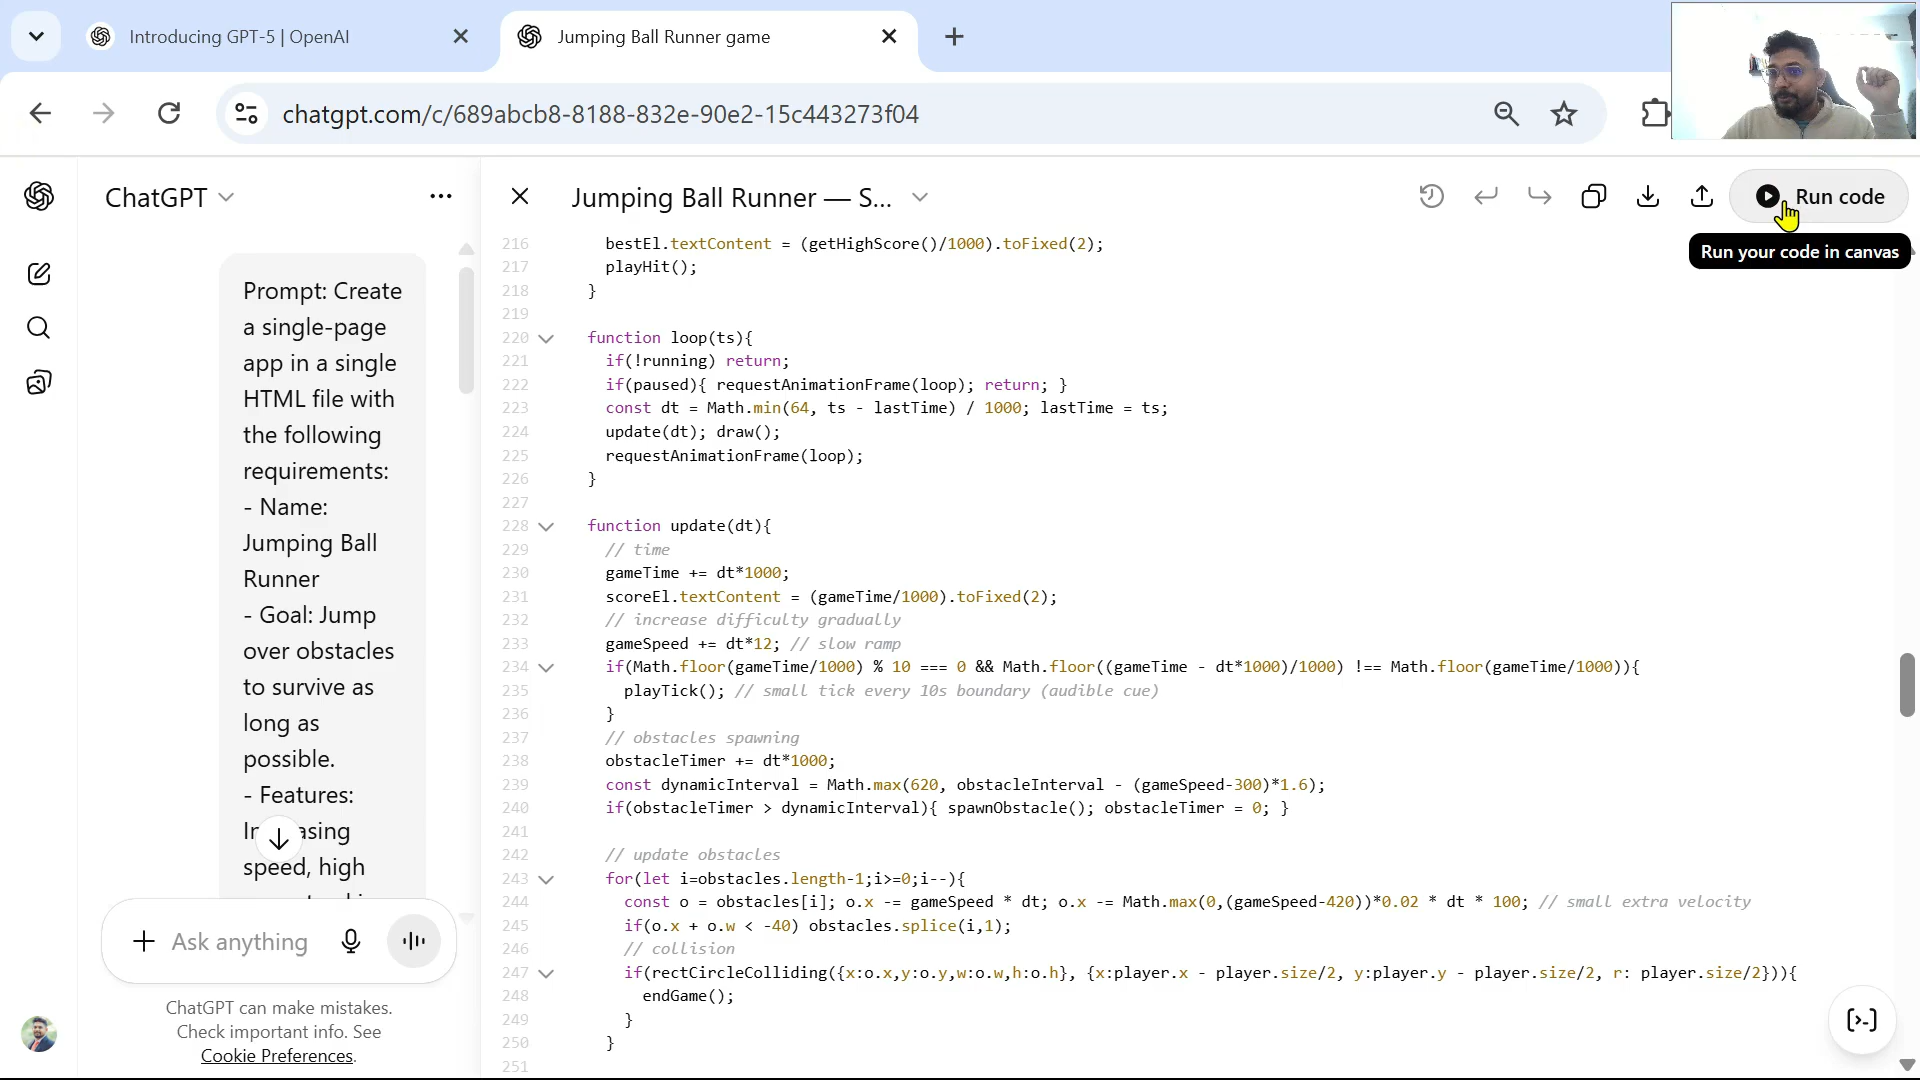 Introducing GPT-5 | OpenAI
Jumping Ball Runner game
chatgpt.com/c/689abcb8-8188-832e-90e2-15c443273f04
ChatGPT
Jumping Ball Runner — S...
Run code
Run your code in canvas
Prompt: Create
a single-page
app in a single
HTML file with
the following
requirements:
- Name:
Jumping Ball
Runner
- Goal: Jump
over obstacles
to survive as
long as
possible.
- Features:
speed, high
Ask anything
ChatGPT can make mistakes.
Check important info. See
Cookie Preferences.
216 bestEl.textContent = (getHighScore()/1000).toFixed(2);
217 playHit();
218 }
219
220 function loop(ts){
221 if(!running) return;
222 if(paused){ requestAnimationFrame(loop); return; }
223 const dt = Math.min(64, ts - lastTime) / 1000; lastTime = ts;
224 update(dt); draw();
225 requestAnimationFrame(loop);
226 }
227
228 function update(dt){
229 // time
230 gameTime += dt*1000;
231 scoreEl.textContent = (gameTime/1000).toFixed(2);
232 // increase difficulty gradually
233 gameSpeed += dt*12; // slow ramp
234 if(Math.floor(gameTime/1000) % 10 === 0 && Math.floor((gameTime - dt*1000)/1000) !== Math.floor(gameTime/1000)){
235 playTick(); // small tick every 10s boundary (audible cue)
236 }
237 // obstacles spawning
238 obstacleTimer += dt*1000;
239 const dynamicInterval = Math.max(620, obstacleInterval - (gameSpeed-300)*1.6);
240 if(obstacleTimer > dynamicInterval){ spawnObstacle(); obstacleTimer = 0; }
241
242 // update obstacles
243 for(let i=obstacles.length-1;i>=0;i--){
244 const o = obstacles[i]; o.x -= gameSpeed * dt; o.x -= Math.max(0,(gameSpeed-420))*0.02 * dt * 100; // small extra velocity
245 if(o.x + o.w < -40) obstacles.splice(i,1);
246 // collision
247 if(rectCircleColliding({x:o.x,y:o.y,w:o.w,h:o.h}, {x:player.x - player.size/2, y:player.y - player.size/2, r: player.size/2})){
248 endGame();
249 }
250 }
251